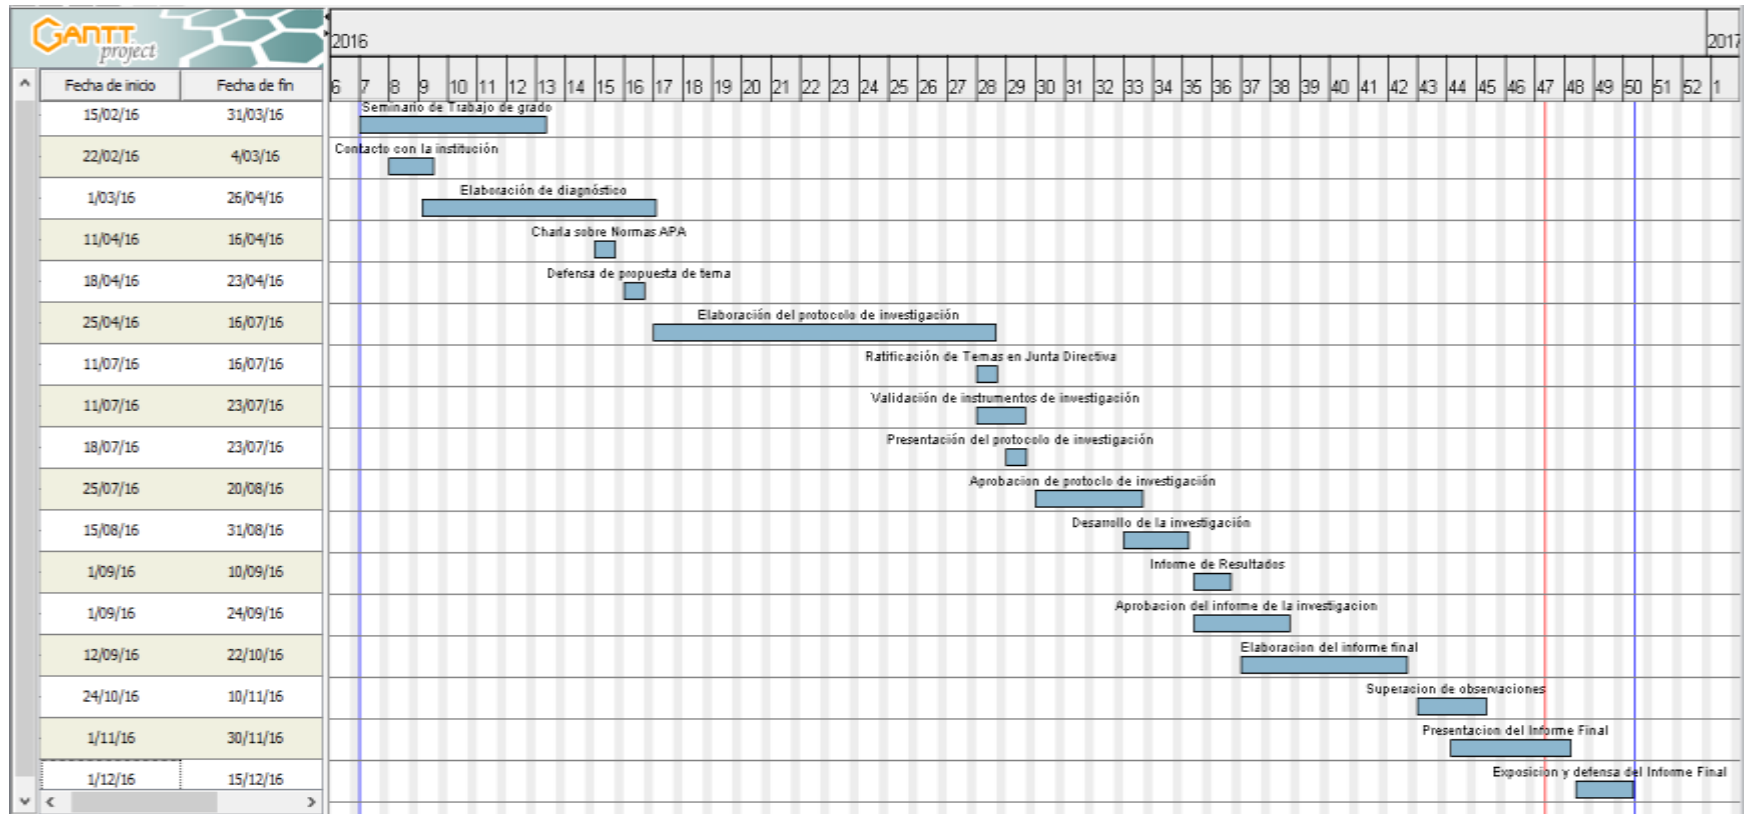 GANTT
project
2016 2017
Fecha de inicio Fecha de fin 6 7 8 9 10 11 12 13 14 15 16 17 18 19 20 21 22 23 24 25 26 27 28 29 30 31 32 33 34 35 36 37 38 39 40 41 42 43 44 45 46 47 48 49 50 51 52 1
15/02/16 31/03/16 Seminario de Trabajo de grado
22/02/16 4/03/16 Contacto con la institución
1/03/16 26/04/16 Elaboración de diagnóstico
11/04/16 16/04/16 Charla sobre Normas APA
18/04/16 23/04/16 Defensa de propuesta de tema
25/04/16 16/07/16 Elaboración del protocolo de investigación
11/07/16 16/07/16 Ratificación de Temas en Junta Directiva
11/07/16 23/07/16 Validación de instrumentos de investigación
18/07/16 23/07/16 Presentación del protocolo de investigación
25/07/16 20/08/16 Aprobacion de protoclo de investigación
15/08/16 31/08/16 Desarrollo de la investigación
1/09/16 10/09/16 Informe de Resultados
1/09/16 24/09/16 Aprobacion del informe de la investigacion
12/09/16 22/10/16 Elaboracion del informe final
24/10/16 10/11/16 Superacion de observaciones
1/11/16 30/11/16 Presentacion del Informe Final
1/12/16 15/12/16 Exposicion y defensa del Informe Final